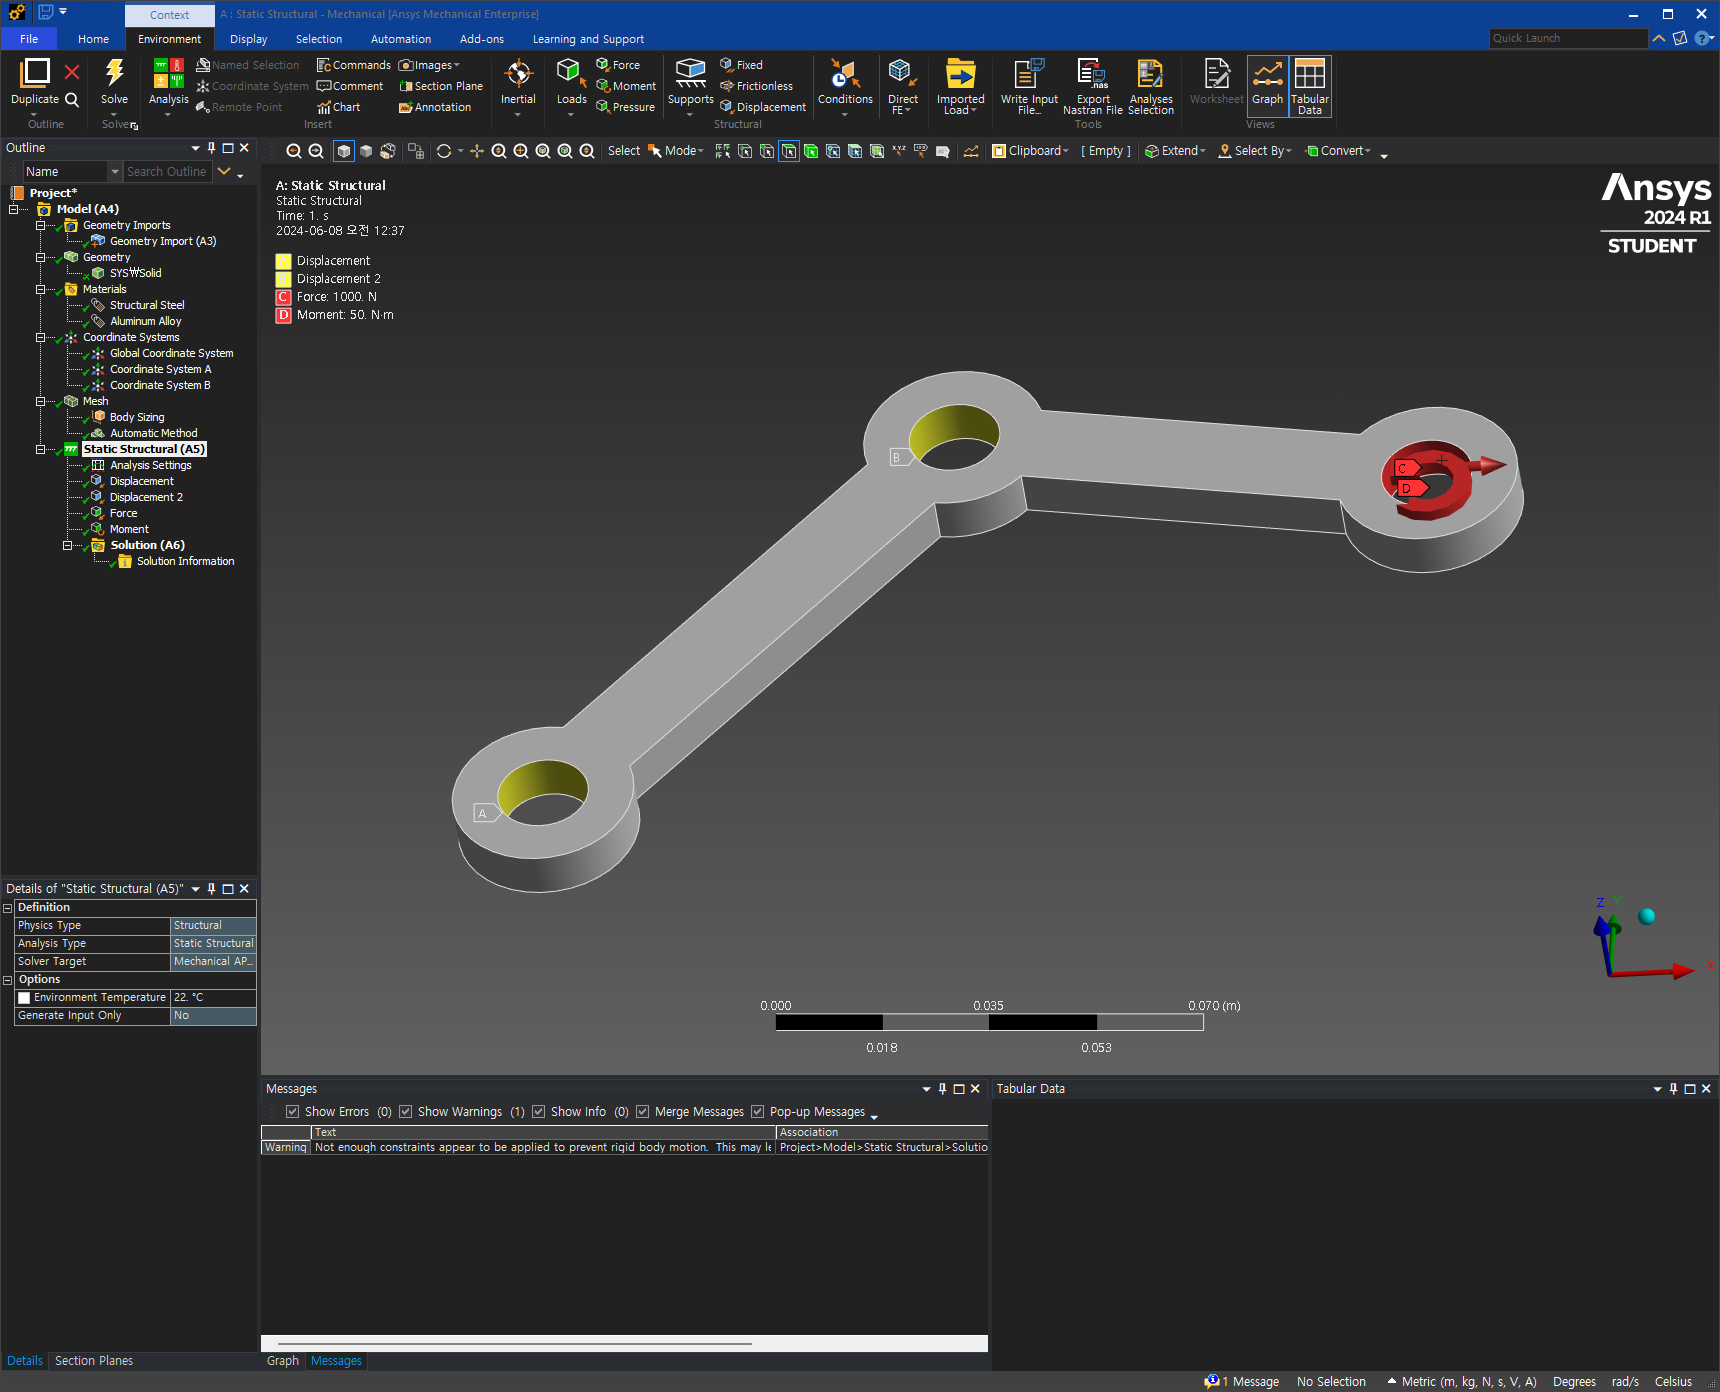 Context
A : Static Structural - Mechanical [Ansys Mechanical Enterprise]
File Home Environment Display Selection Automation Add-ons Learning and Support
Quick Launch
Duplicate
Outline
Solve
Solver
Analysis
Named Selection
Coordinate System
Remote Point
Commands
Comment
Chart
Images
Section Plane
Annotation
Insert
Inertial
Loads
Force
Moment
Pressure
Supports
Fixed
Frictionless
Displacement
Structural
Conditions
Direct
FE
Imported
Load
Write Input
File...
Export
Nastran File
Analyses
Selection
Tools
Worksheet
Graph
Tabular
Data
Views
Outline
Name Search Outline
Project*
Model (A4)
Geometry Imports
Geometry Import (A3)
Geometry
SYS₩Solid
Materials
Structural Steel
Aluminum Alloy
Coordinate Systems
Global Coordinate System
Coordinate System A
Coordinate System B
Mesh
Body Sizing
Automatic Method
Static Structural (A5)
Analysis Settings
Displacement
Displacement 2
Force
Moment
Solution (A6)
Solution Information
Select Mode Clipboard [ Empty ] Extend Select By Convert
A: Static Structural
Static Structural
Time: 1. s
2024-06-08 오전 12:37
Displacement
Displacement 2
C Force: 1000. N
D Moment: 50. N·m
Ansys
2024 R1
STUDENT
B
C
D
A
Z Y
X
0.000 0.035 0.070 (m)
0.018 0.053
Details of "Static Structural (A5)"
Definition
Physics Type Structural
Analysis Type Static Structural
Solver Target Mechanical AP...
Options
Environment Temperature 22. °C
Generate Input Only No
Details Section Planes
Messages
Show Errors (0) Show Warnings (1) Show Info (0) Merge Messages Pop-up Messages
Text Association
Warning Not enough constraints appear to be applied to prevent rigid body motion. This may le Project>Model>Static Structural>Solutio
Graph Messages
Tabular Data
1 Message No Selection Metric (m, kg, N, s, V, A) Degrees rad/s Celsius